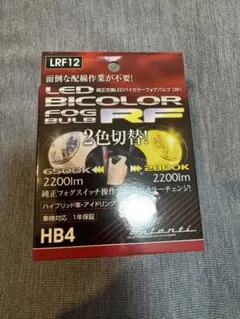 LRF12
面倒な配線作業が不要!
LED 純正交換LEDバイカラーフォグバルブ [RF]
BICOLOR
FOG
BULB RF
2色切替!
6500K 2800K
2200lm 2200lm
純正フォグスイッチ操作で カラーチェンジ!
ハイブリッド車・アイドリング
車検対応 1年保証
HB4 Valenti